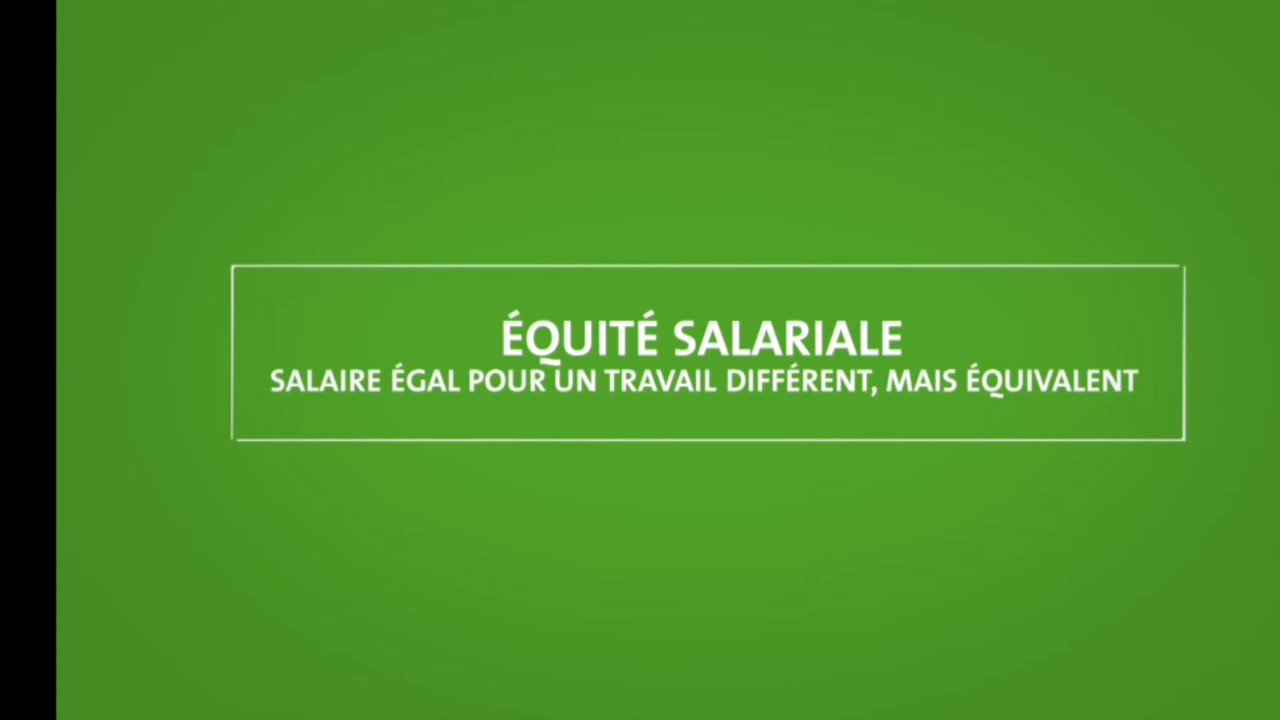 ÉQUITÉ SALARIALE
SALAIRE ÉGAL POUR UN TRAVAIL DIFFÉRENT, MAIS ÉQUIVALENT